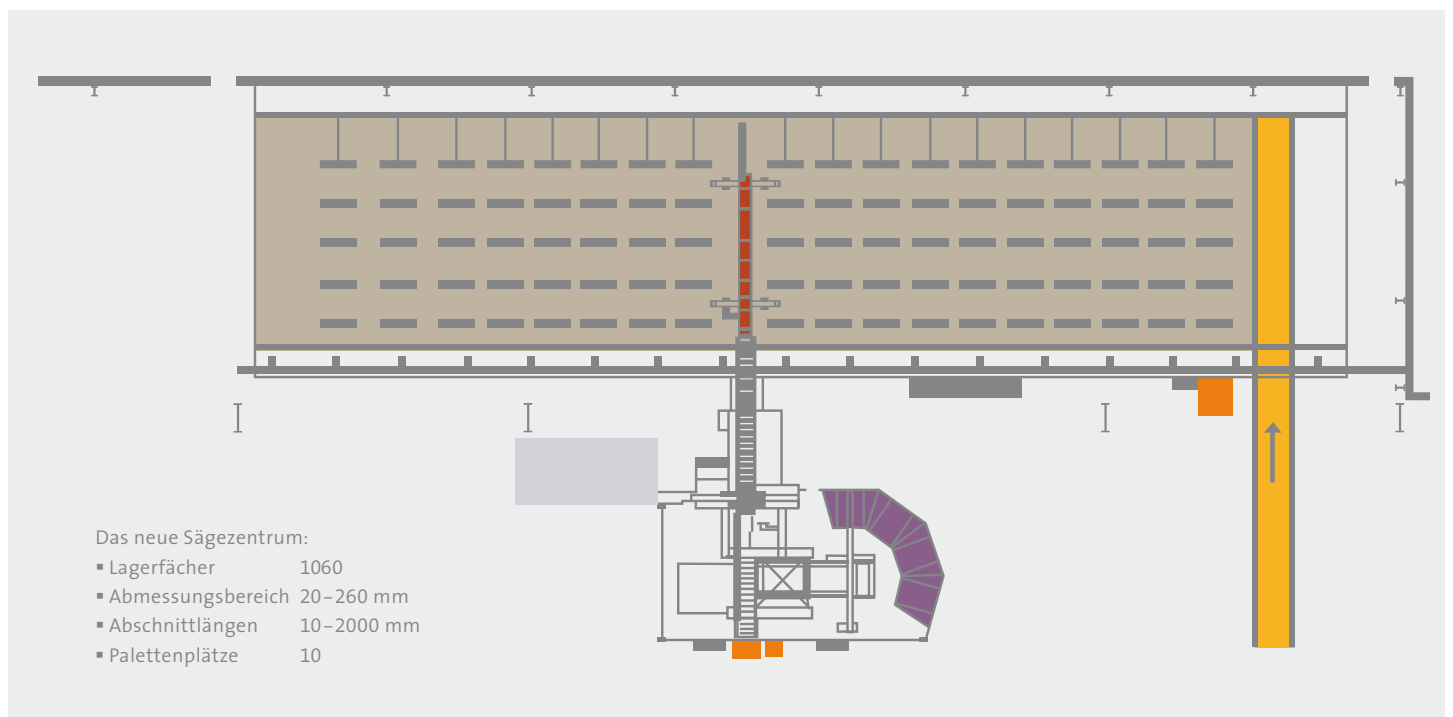 Das neue Sägezentrum:
▪ Lagerfächer 1060
▪ Abmessungsbereich 20–260 mm
▪ Abschnittlängen 10–2000 mm
▪ Palettenplätze 10